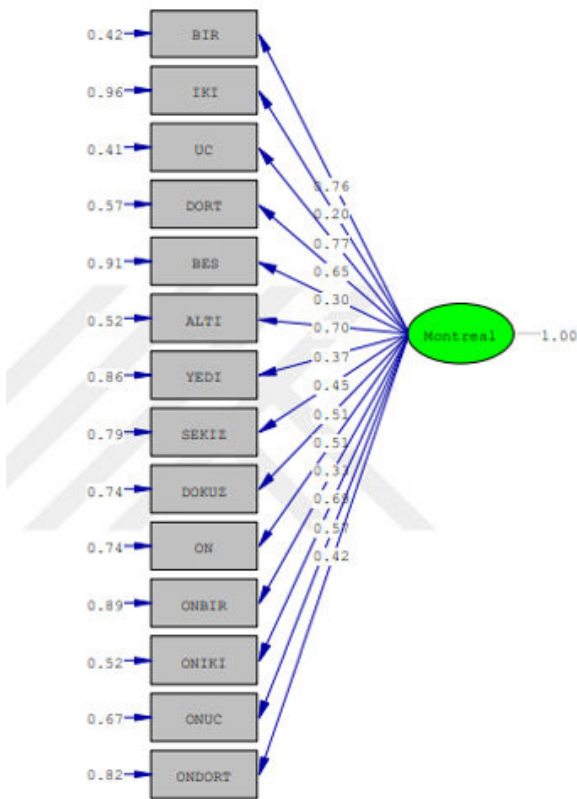 0.42 BIR
0.96 IKI
0.41 UC
0.76
0.57 DORT
0.20
0.77
0.91 BES
0.65
0.30
0.52 ALTI
0.70
Montreal 1.00
0.37
0.86 YEDI
0.45
0.79 SEKIZ
0.51
0.51
0.33
0.74 DOKUZ
0.69
0.57
0.74 ON
0.42
0.89 ONBIR
0.52 ONIKI
0.67 ONUC
0.82 ONDORT